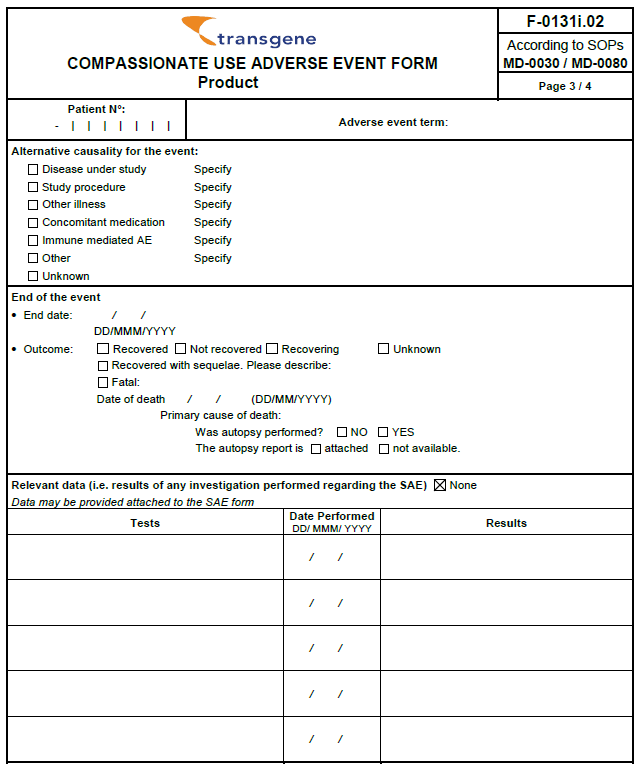 transgene
COMPASSIONATE USE ADVERSE EVENT FORM
Product
F-0131i.02
According to SOPs
MD-0030 / MD-0080
Page 3 / 4
Patient N°:
- | | | | | | |
Adverse event term:
Alternative causality for the event:
☐ Disease under study Specify
☐ Study procedure Specify
☐ Other illness Specify
☐ Concomitant medication Specify
☐ Immune mediated AE Specify
☐ Other Specify
☐ Unknown
End of the event
• End date: / /
DD/MMM/YYYY
• Outcome: ☐ Recovered ☐ Not recovered ☐ Recovering ☐ Unknown
☐ Recovered with sequelae. Please describe:
☐ Fatal:
Date of death / / (DD/MM/YYYY)
Primary cause of death:
Was autopsy performed? ☐ NO ☐ YES
The autopsy report is ☐ attached ☐ not available.
Relevant data (i.e. results of any investigation performed regarding the SAE) ☒ None
Data may be provided attached to the SAE form
Tests
Date Performed
DD/ MMM/ YYYY
Results
/ /
/ /
/ /
/ /
/ /